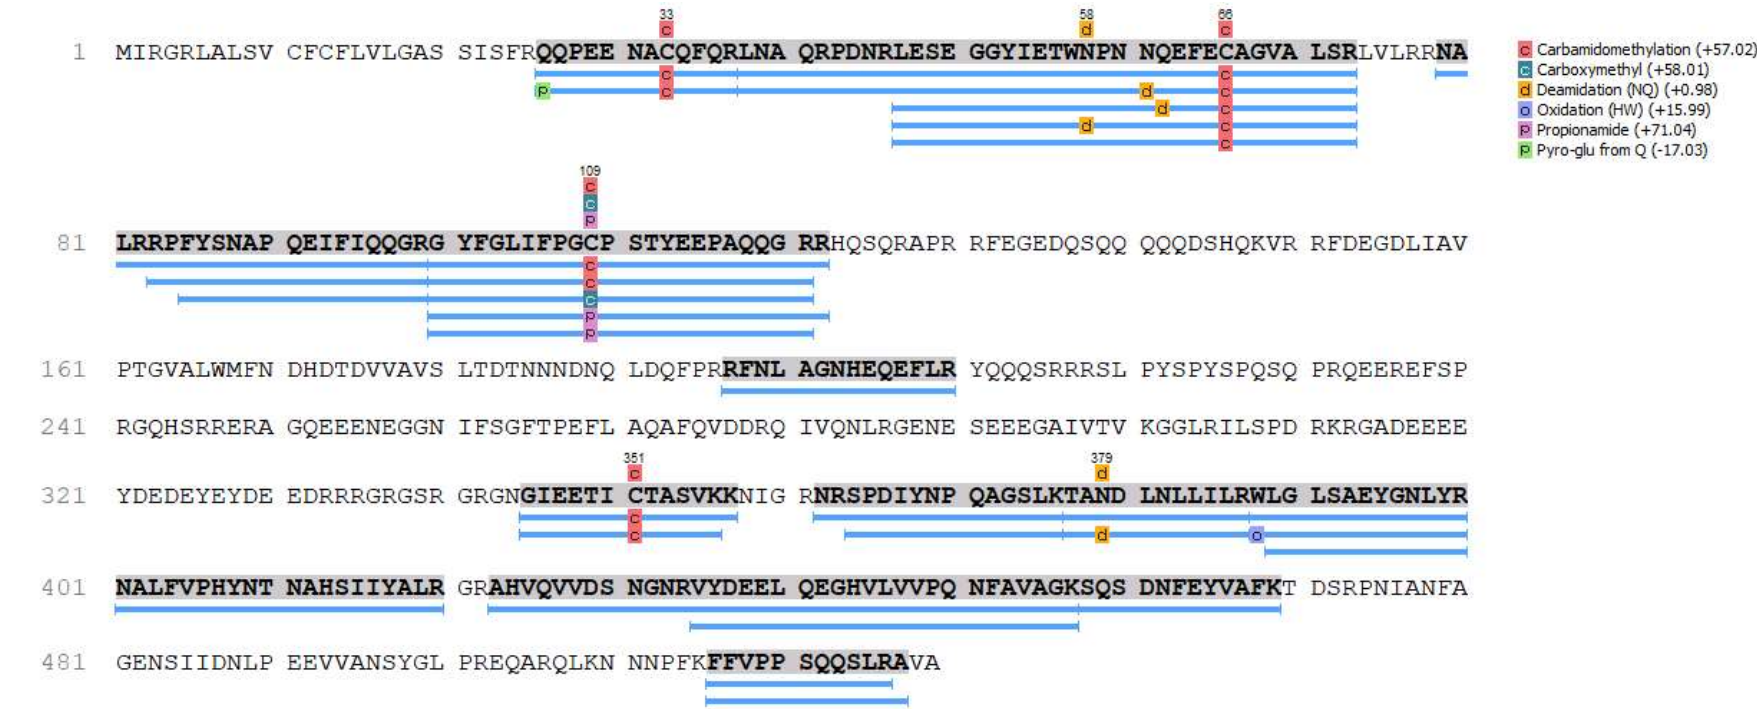 33 58 66
c d c
1 MIRGRLALSV CFCFLVLGAS SISFRQQPEE NACQFQRLNA QRPDNRLESE GGYIETWNPN NQEFECAGVA LSRLVLRRNA
c c
p c d c
d c
d c
c
c Carbamidomethylation (+57.02)
c Carboxymethyl (+58.01)
d Deamidation (NQ) (+0.98)
o Oxidation (HW) (+15.99)
p Propionamide (+71.04)
p Pyro-glu from Q (-17.03)
109
c
c
p
81 LRRPFYSNAP QEIFIQQGRG YFGLIFPGCP STYEEPAQQG RRHQSQRAPR RFEGEDQSQQ QQQDSHQKVR RFDEGDLIAV
c
c
c
p
p
161 PTGVALWMFN DHDTDVVAVS LTDTNNNDNQ LDQFPRRFNL AGNHEQEFLR YQQQSRRRSL PYSPYSPQSQ PRQEEREFSP
241 RGQHSRRERA GQEEENEGGN IFSGFTPEFL AQAFQVDDRQ IVQNLRGENE SEEEGAIVTV KGGLRILSPD RKRGADEEEE
351 379
c d
321 YDEDEYEYDE EDRRRGRGSR GRGNGIEETI CTASVKKNIG RNRSPDIYNP QAGSLKTAND LNLLILRWLG LSAEYGNLYR
c
c d o
401 NALFVPHYNT NAHSIIYALR GRAHVQVVDS NGNRVYDEEL QEGHVLVVPQ NFAVAGKSQS DNFEYVAFKT DSRPNIANFA
481 GENSIIDNLP EEVVANSYGL PREQARQLKN NNPFKFFVPP SQQSLRAVA